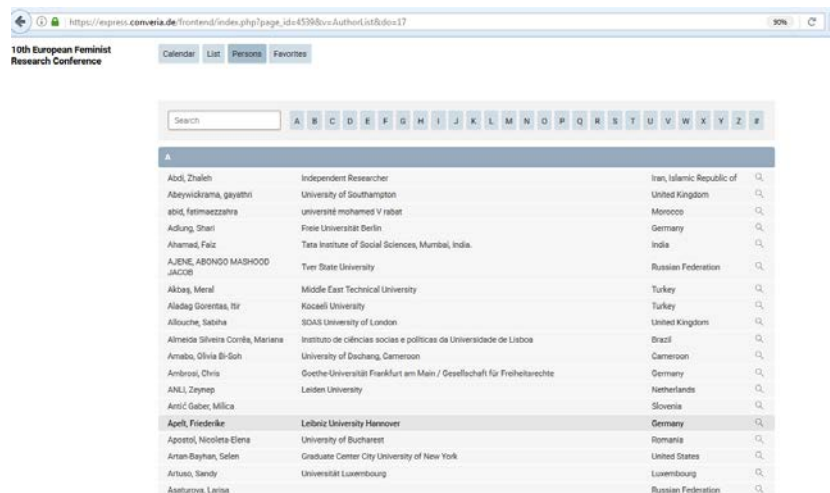 https://express.converia.de/frontend/index.php?page_id=4539&v=AuthorList&do=17
90%
10th European Feminist
Research Conference
Calendar List Persons Favorites
Search A B C D E F G H I J K L M N O P Q R S T U V W X Y Z #
A
Abdi, Zhaleh Independent Researcher Iran, Islamic Republic of
Abeywickrama, gayathri University of Southampton United Kingdom
abid, fatimaezzahra université mohamed V rabat Morocco
Adlung, Shari Freie Universität Berlin Germany
Ahamad, Faiz Tata Institute of Social Sciences, Mumbai, India. India
AJENE, ABONGO MASHOOD
JACOB Tver State University Russian Federation
Akbaş, Meral Middle East Technical University Turkey
Aladag Gorentas, Itir Kocaeli University Turkey
Allouche, Sabiha SOAS University of London United Kingdom
Almeida Silveira Corrêa, Mariana Instituto de ciências socias e políticas da Universidade de Lisboa Brazil
Amabo, Olivia Bi-Soh University of Dschang, Cameroon Cameroon
Ambrosi, Chris Goethe-Universität Frankfurt am Main / Gesellschaft für Freiheitsrechte Germany
ANLI, Zeynep Leiden University Netherlands
Antić Gaber, Milica Slovenia
Apelt, Friederike Leibniz University Hannover Germany
Apostol, Nicoleta-Elena University of Bucharest Romania
Artan-Bayhan, Selen Graduate Center City University of New York United States
Artuso, Sandy Universität Luxembourg Luxembourg
Asaturova, Larisa Russian Federation